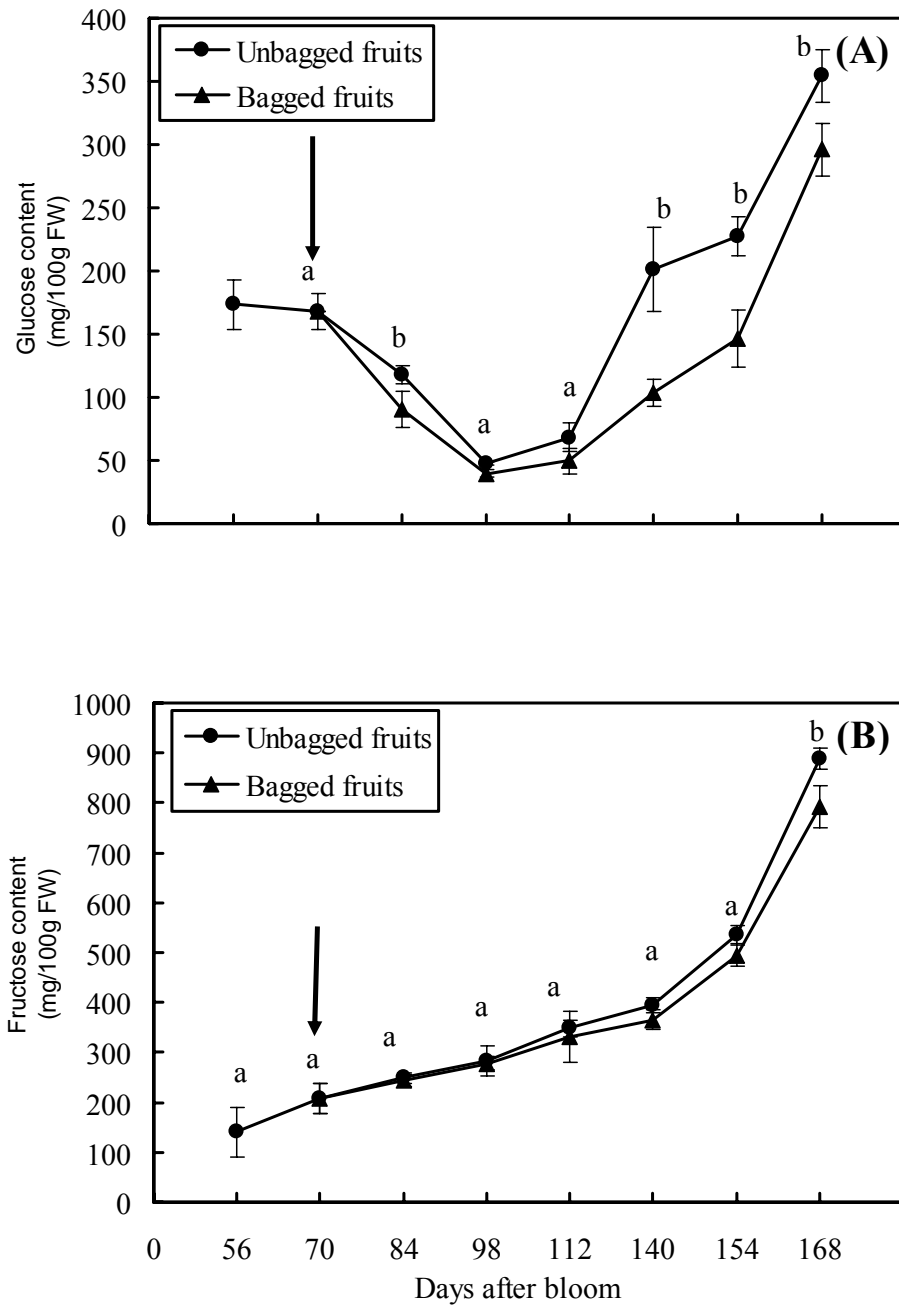 400
350
300
250
200
150
100
50
0
Glucose content
(mg/100g FW)
Unbagged fruits
Bagged fruits
(A)
a
b
a
a
b
b
b
1000
900
800
700
600
500
400
300
200
100
0
Fructose content
(mg/100g FW)
Unbagged fruits
Bagged fruits
(B)
a
a
a
a
a
a
a
b
0 56 70 84 98 112 140 154 168
Days after bloom